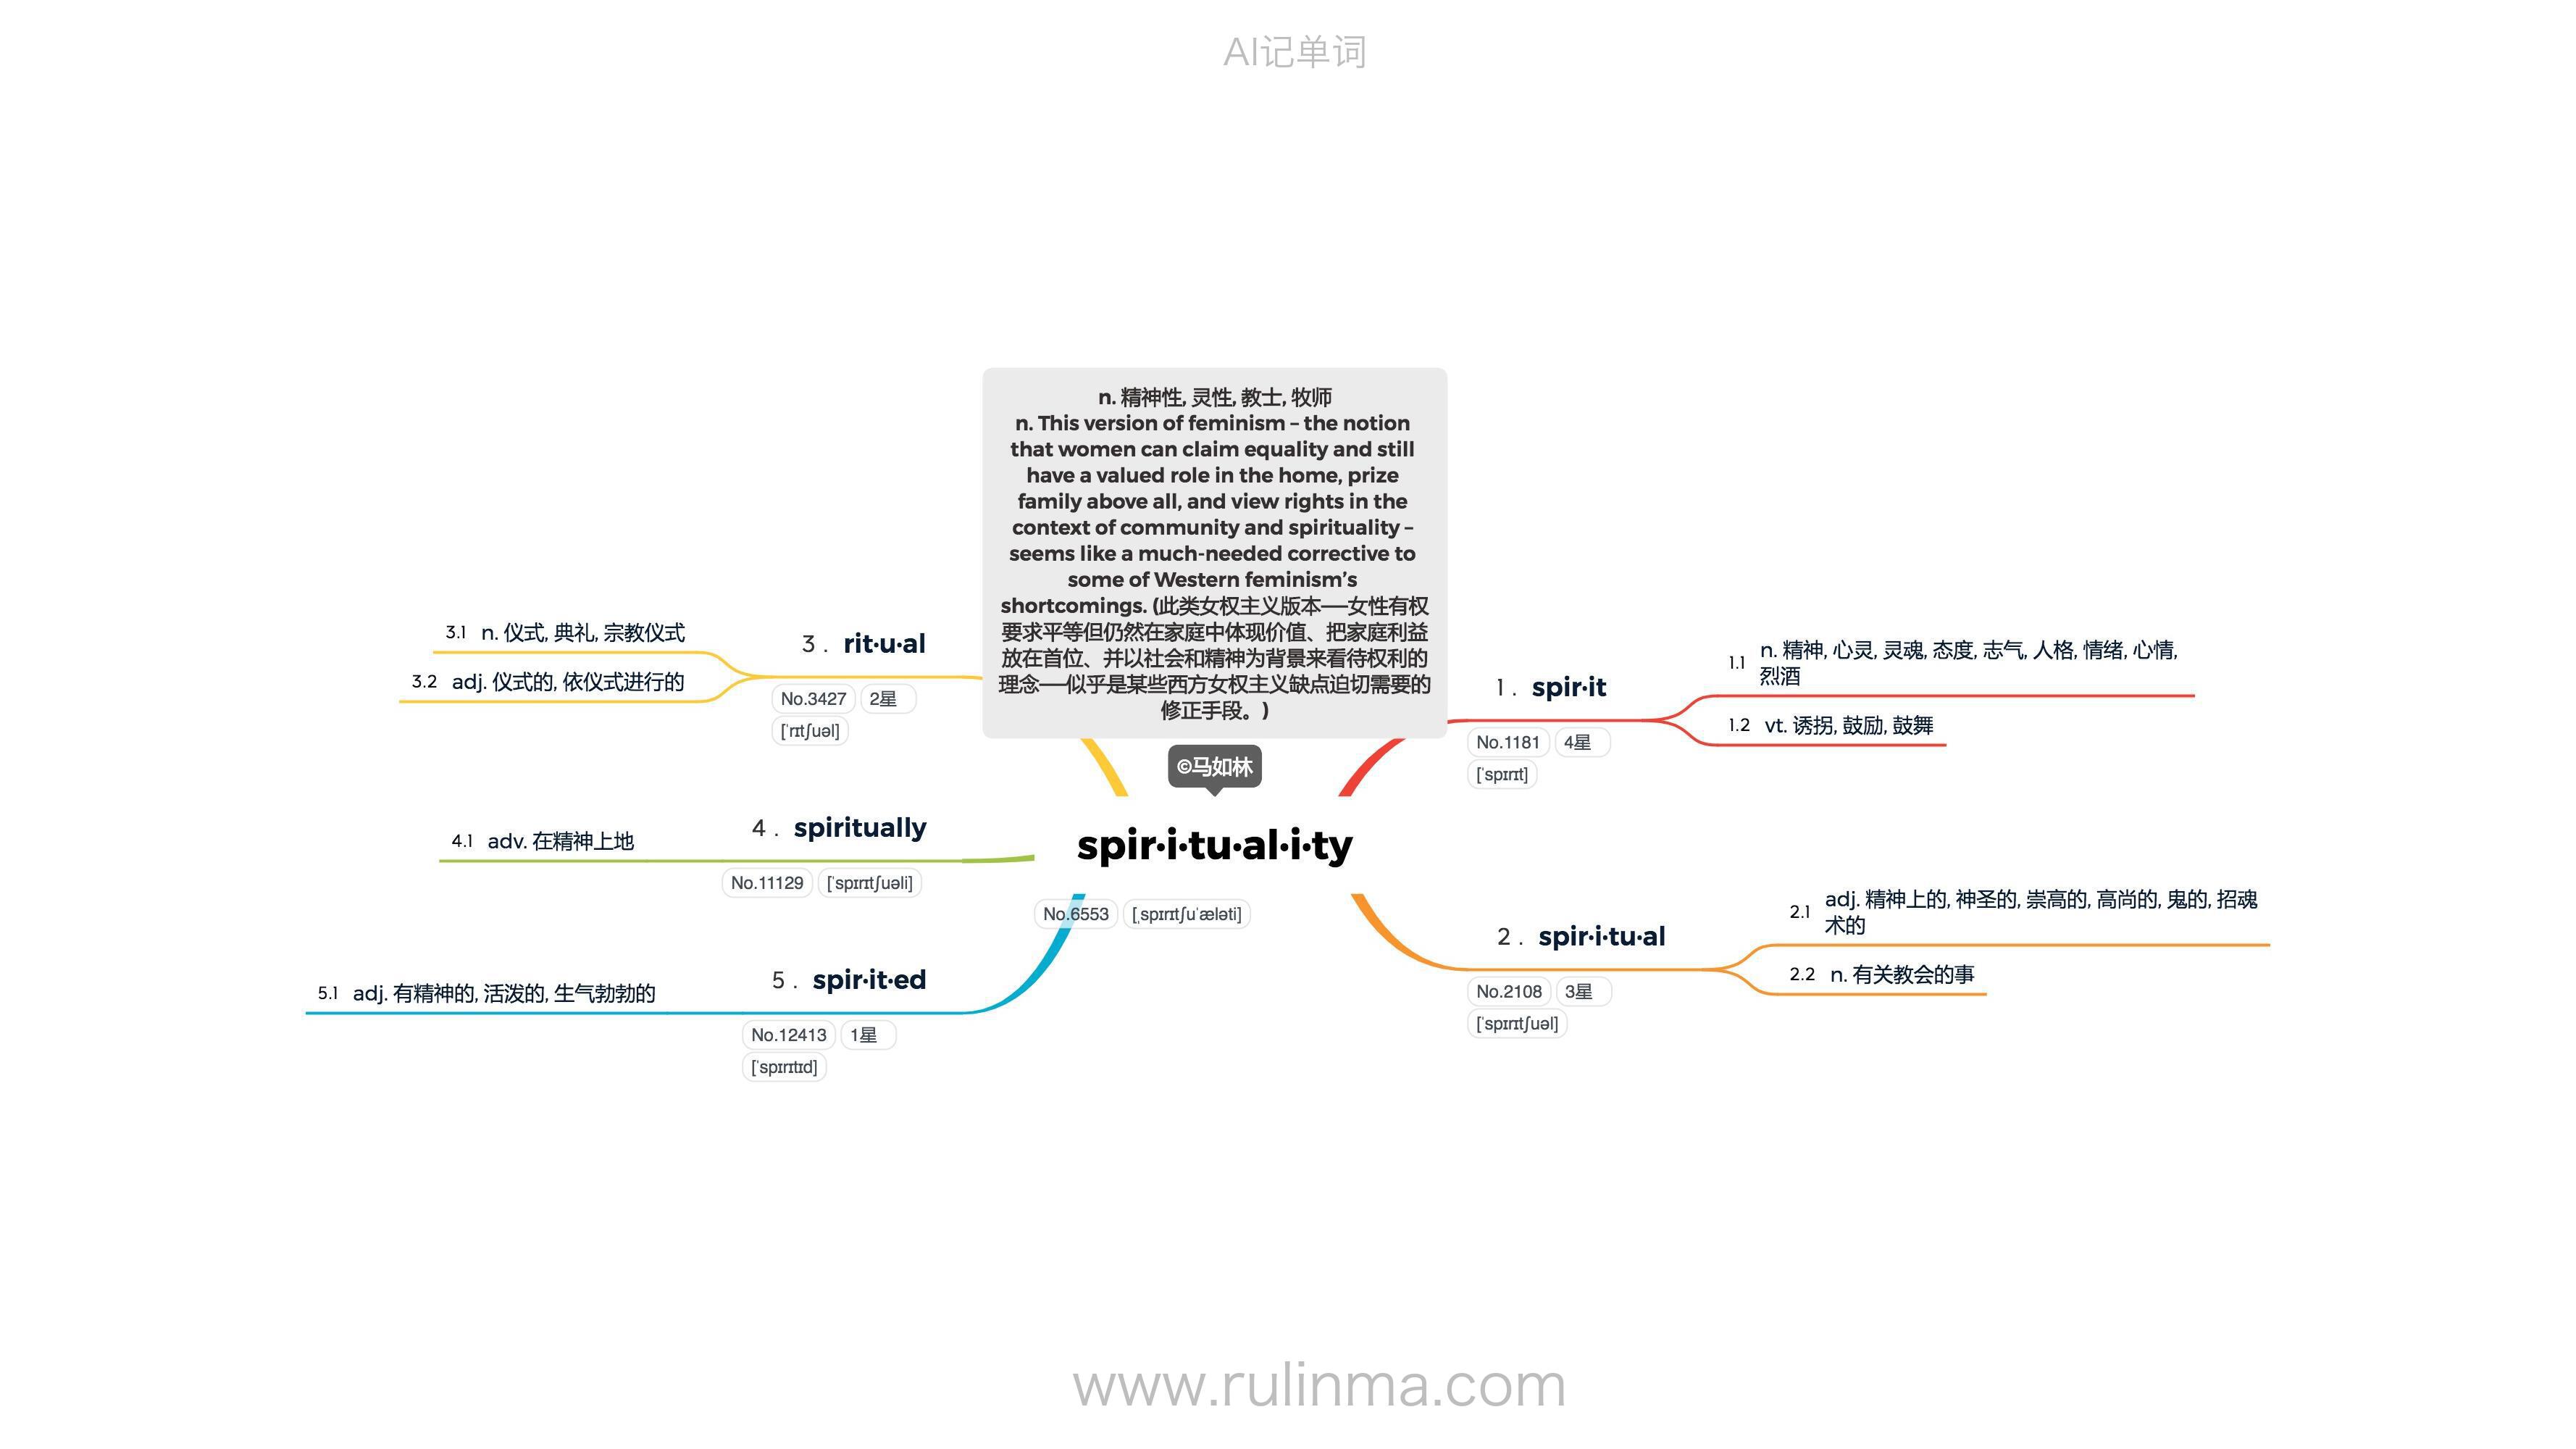 AI记单词
n. 精神性, 灵性, 教士, 牧师
n. This version of feminism – the notion
that women can claim equality and still
have a valued role in the home, prize
family above all, and view rights in the
context of community and spirituality –
seems like a much-needed corrective to
some of Western feminism’s
shortcomings. (此类女权主义版本──女性有权
要求平等但仍然在家庭中体现价值、把家庭利益
放在首位、并以社会和精神为背景来看待权利的
理念──似乎是某些西方女权主义缺点迫切需要的
修正手段。)
©马如林
spir·i·tu·al·i·ty
No.6553 [ˌspɪrɪtʃuˈæləti]
1 . spir·it
No.1181 4星
[ˈspɪrɪt]
1.1 n. 精神, 心灵, 灵魂, 态度, 志气, 人格, 情绪, 心情,
烈酒
1.2 vt. 诱拐, 鼓励, 鼓舞
2 . spir·i·tu·al
No.2108 3星
[ˈspɪrɪtʃuəl]
2.1 adj. 精神上的, 神圣的, 崇高的, 高尚的, 鬼的, 招魂
术的
2.2 n. 有关教会的事
3 . rit·u·al
No.3427 2星
[ˈrɪtʃuəl]
3.1 n. 仪式, 典礼, 宗教仪式
3.2 adj. 仪式的, 依仪式进行的
4 . spiritually
No.11129 [ˈspɪrɪtʃuəli]
4.1 adv. 在精神上地
5 . spir·it·ed
No.12413 1星
[ˈspɪrɪtɪd]
5.1 adj. 有精神的, 活泼的, 生气勃勃的
www.rulinma.com